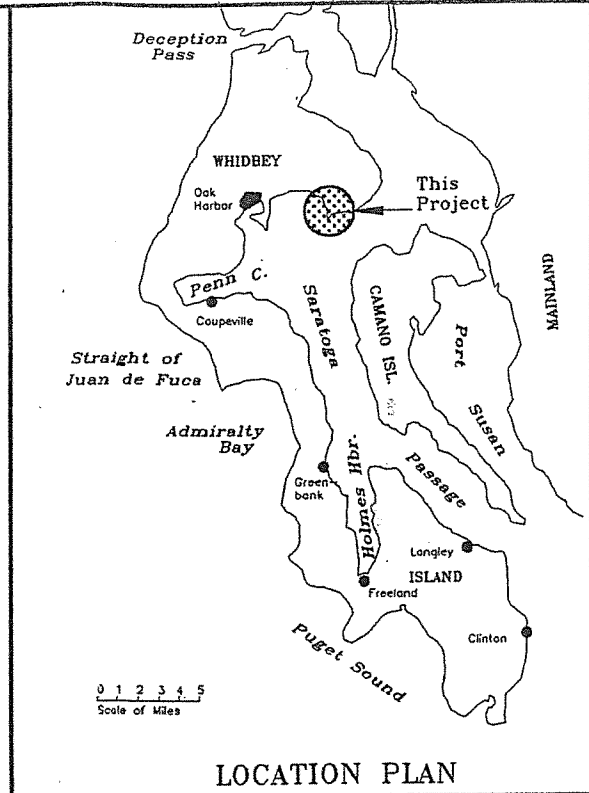 Deception
Pass
WHIDBEY
Oak
Harbor
This
Project
Penn C.
Coupeville
Saratoga
CAMANO ISL.
Port
Susan
MAINLAND
Straight of
Juan de Fuca
Admiralty
Bay
Green-
bank
Holmes Hbr.
Passage
Langley
ISLAND
Freeland
Clinton
Puget Sound
0 1 2 3 4 5
Scale of Miles
LOCATION PLAN